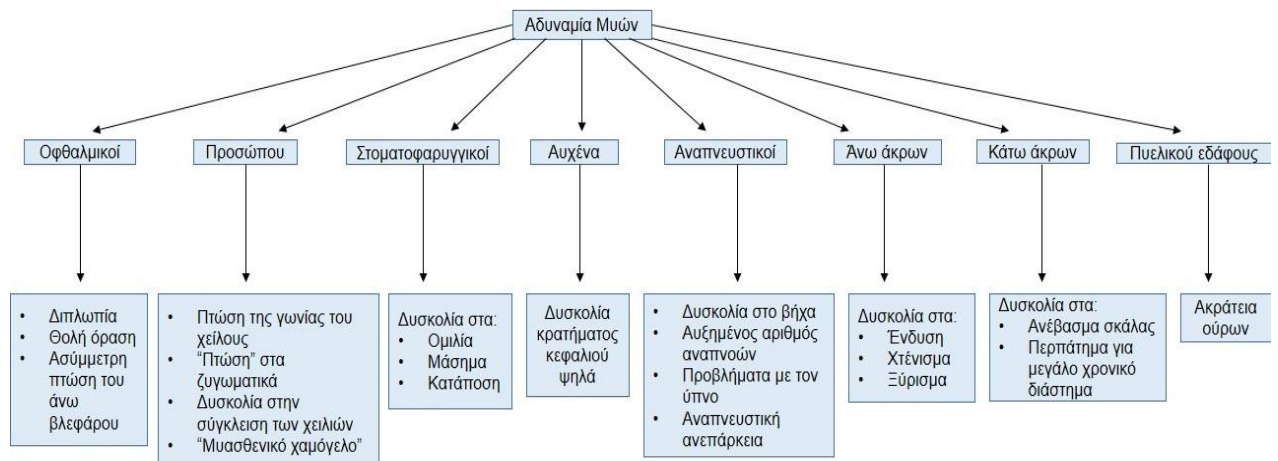 Αδυναμία Μυών
Οφθαλμικοί
Προσώπου
Στοματοφαρυγγικοί
Αυχένα
Αναπνευστικοί
Άνω άκρων
Κάτω άκρων
Πυελικού εδάφους
• Διπλωπία
• Θολή όραση
• Ασύμμετρη
πτώση του
άνω
βλεφάρου
• Πτώση της γωνίας του
χείλους
• “Πτώση” στα
ζυγωματικά
• Δυσκολία στην
σύγκλειση των χειλιών
• “Μυασθενικό χαμόγελο”
Δυσκολία στα:
• Ομιλία
• Μάσημα
• Κατάποση
Δυσκολία
κρατήματος
κεφαλιού
ψηλά
• Δυσκολία στο βήχα
• Αυξημένος αριθμός
αναπνοών
• Προβλήματα με τον
ύπνο
• Αναπνευστική
ανεπάρκεια
Δυσκολία στα:
• Ένδυση
• Χτένισμα
• Ξύρισμα
Δυσκολία στα:
• Ανέβασμα σκάλας
• Περπάτημα για
μεγάλο χρονικό
διάστημα
Ακράτεια
ούρων